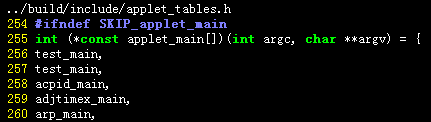 ../build/include/applet_tables.h
254 #ifndef SKIP_applet_main
255 int (*const applet_main[])(int argc, char **argv) = {
256 test_main,
257 test_main,
258 acpid_main,
259 adjtimex_main,
260 arp_main,